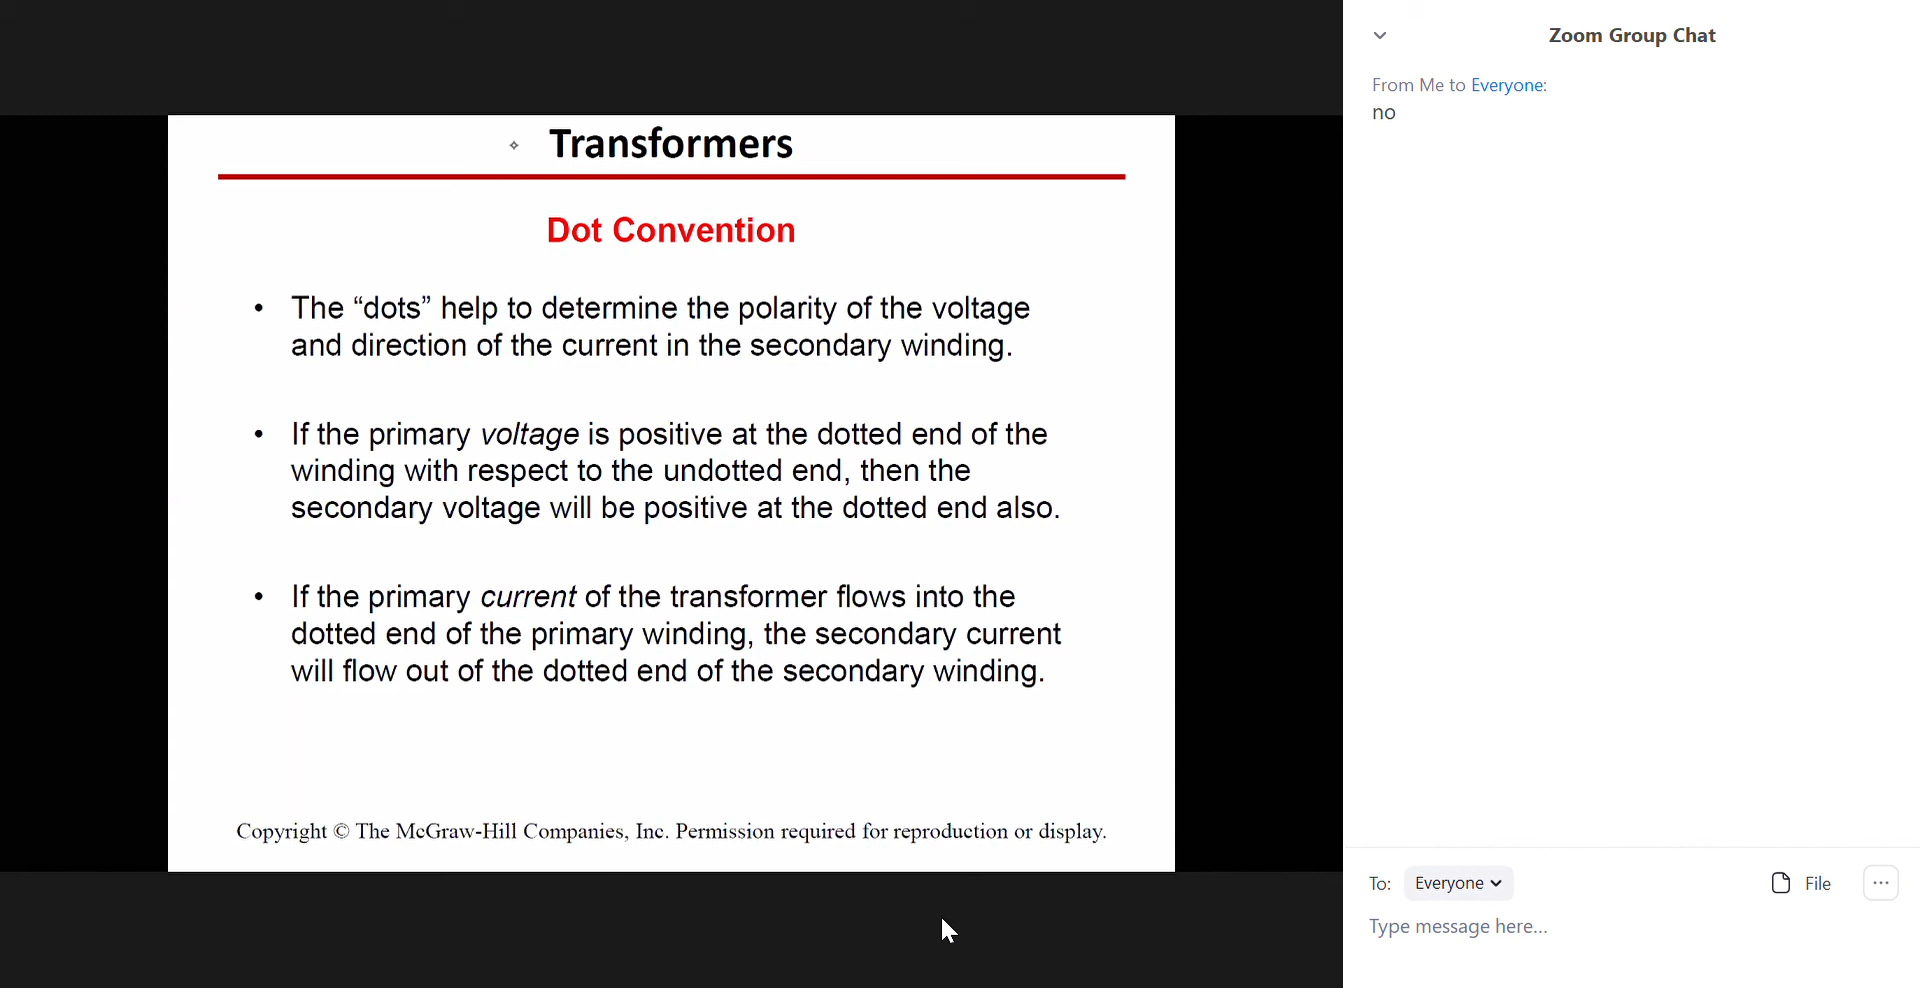 Transformers
Dot Convention
• The “dots” help to determine the polarity of the voltage
and direction of the current in the secondary winding.
• If the primary voltage is positive at the dotted end of the
winding with respect to the undotted end, then the
secondary voltage will be positive at the dotted end also.
• If the primary current of the transformer flows into the
dotted end of the primary winding, the secondary current
will flow out of the dotted end of the secondary winding.
Copyright © The McGraw-Hill Companies, Inc. Permission required for reproduction or display.
Zoom Group Chat
From Me to Everyone:
no
To: Everyone File
Type message here...